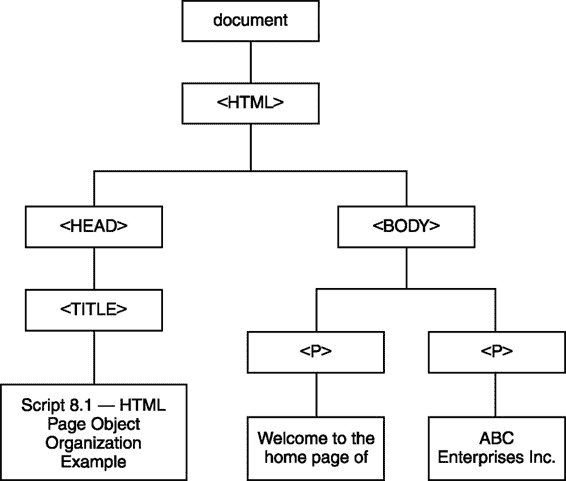 document
<HTML>
<HEAD>
<BODY>
<TITLE>
<P>
<P>
Script 8.1 — HTML
Page Object
Organization
Example
Welcome to the
home page of
ABC
Enterprises Inc.